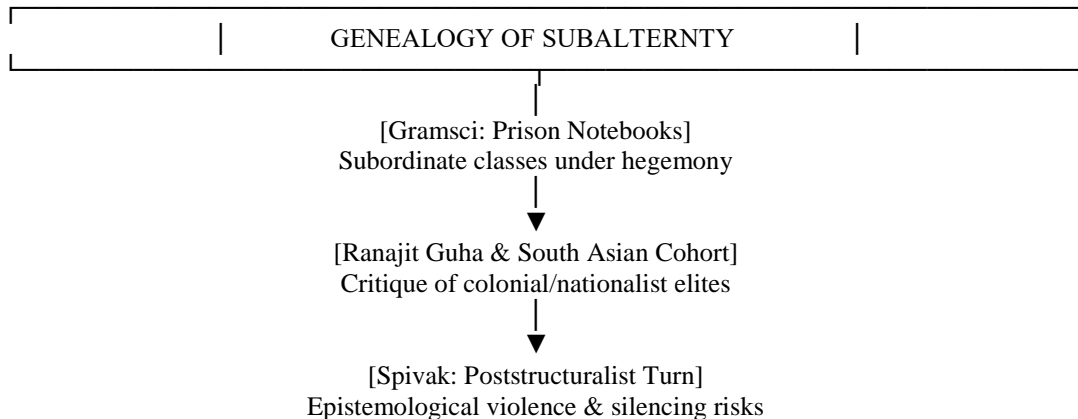 GENEALOGY OF SUBALTERNTY
[Gramsci: Prison Notebooks]
Subordinate classes under hegemony
[Ranajit Guha & South Asian Cohort]
Critique of colonial/nationalist elites
[Spivak: Poststructuralist Turn]
Epistemological violence & silencing risks